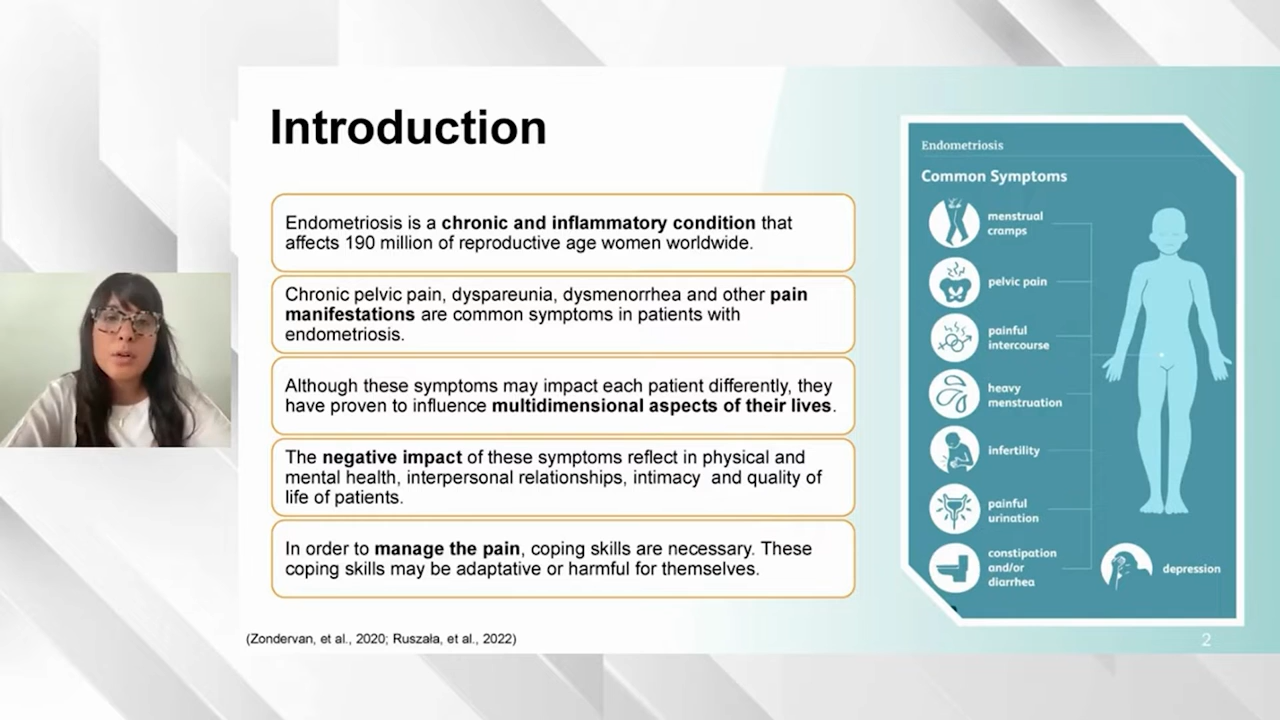 Introduction
Endometriosis is a chronic and inflammatory condition that
affects 190 million of reproductive age women worldwide.
Chronic pelvic pain, dyspareunia, dysmenorrhea and other pain
manifestations are common symptoms in patients with
endometriosis.
Although these symptoms may impact each patient differently, they
have proven to influence multidimensional aspects of their lives.
The negative impact of these symptoms reflect in physical and
mental health, interpersonal relationships, intimacy and quality of
life of patients.
In order to manage the pain, coping skills are necessary. These
coping skills may be adaptative or harmful for themselves.
(Zondervan, et al., 2020; Ruszała, et al., 2022)
Endometriosis
Common Symptoms
menstrual
cramps
pelvic pain
painful
intercourse
heavy
menstruation
infertility
painful
urination
constipation
and/or
diarrhea
depression
2